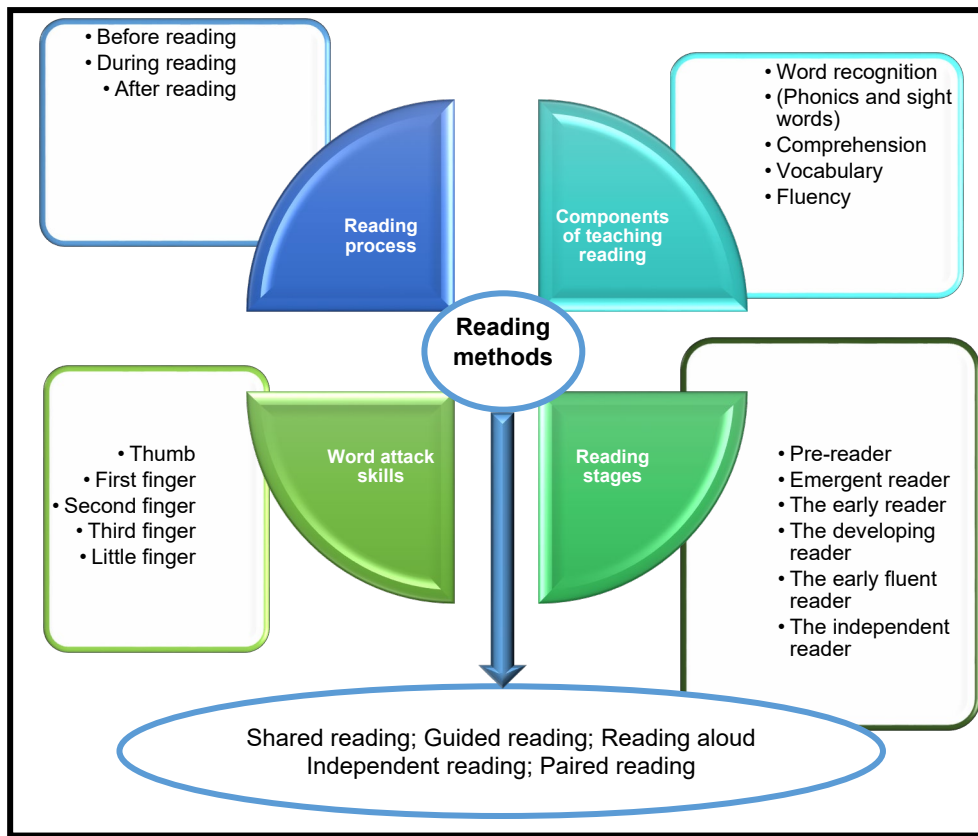 • Before reading
• During reading
• After reading
Reading
process
• Word recognition
• (Phonics and sight
words)
• Comprehension
• Vocabulary
• Fluency
Components
of teaching
reading
Reading
methods
• Thumb
• First finger
• Second finger
• Third finger
• Little finger
Word attack
skills
Reading
stages
• Pre-reader
• Emergent reader
• The early reader
• The developing
reader
• The early fluent
reader
• The independent
reader
Shared reading; Guided reading; Reading aloud
Independent reading; Paired reading